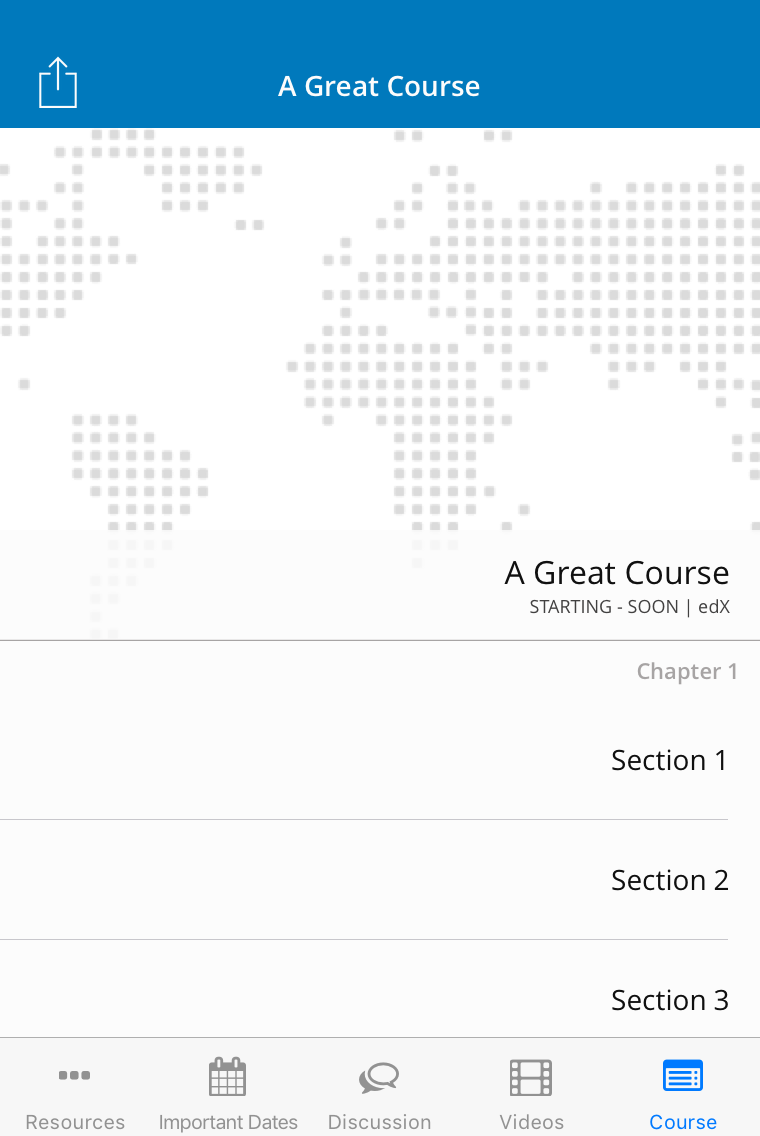 A Great Course
A Great Course
STARTING - SOON | edX
Chapter 1
Section 1
Section 2
Section 3
Resources
Important Dates
Discussion
Videos
Course